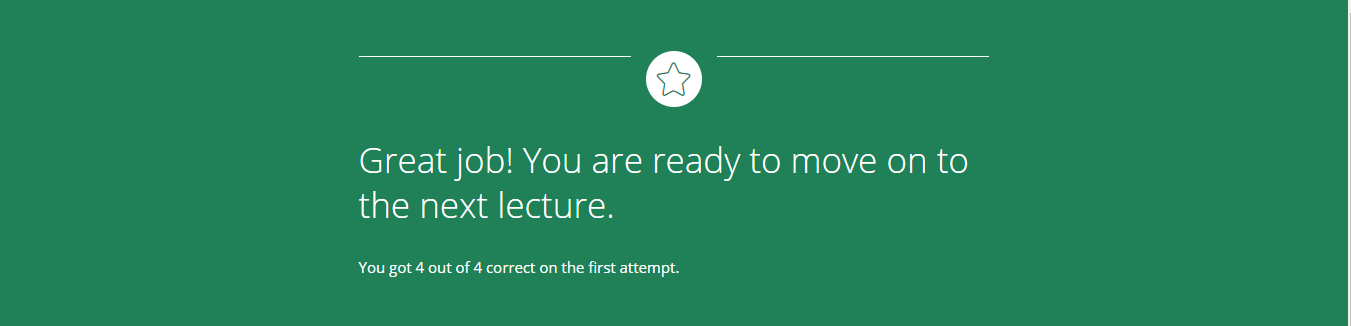 Great job! You are ready to move on to
the next lecture.
You got 4 out of 4 correct on the first attempt.